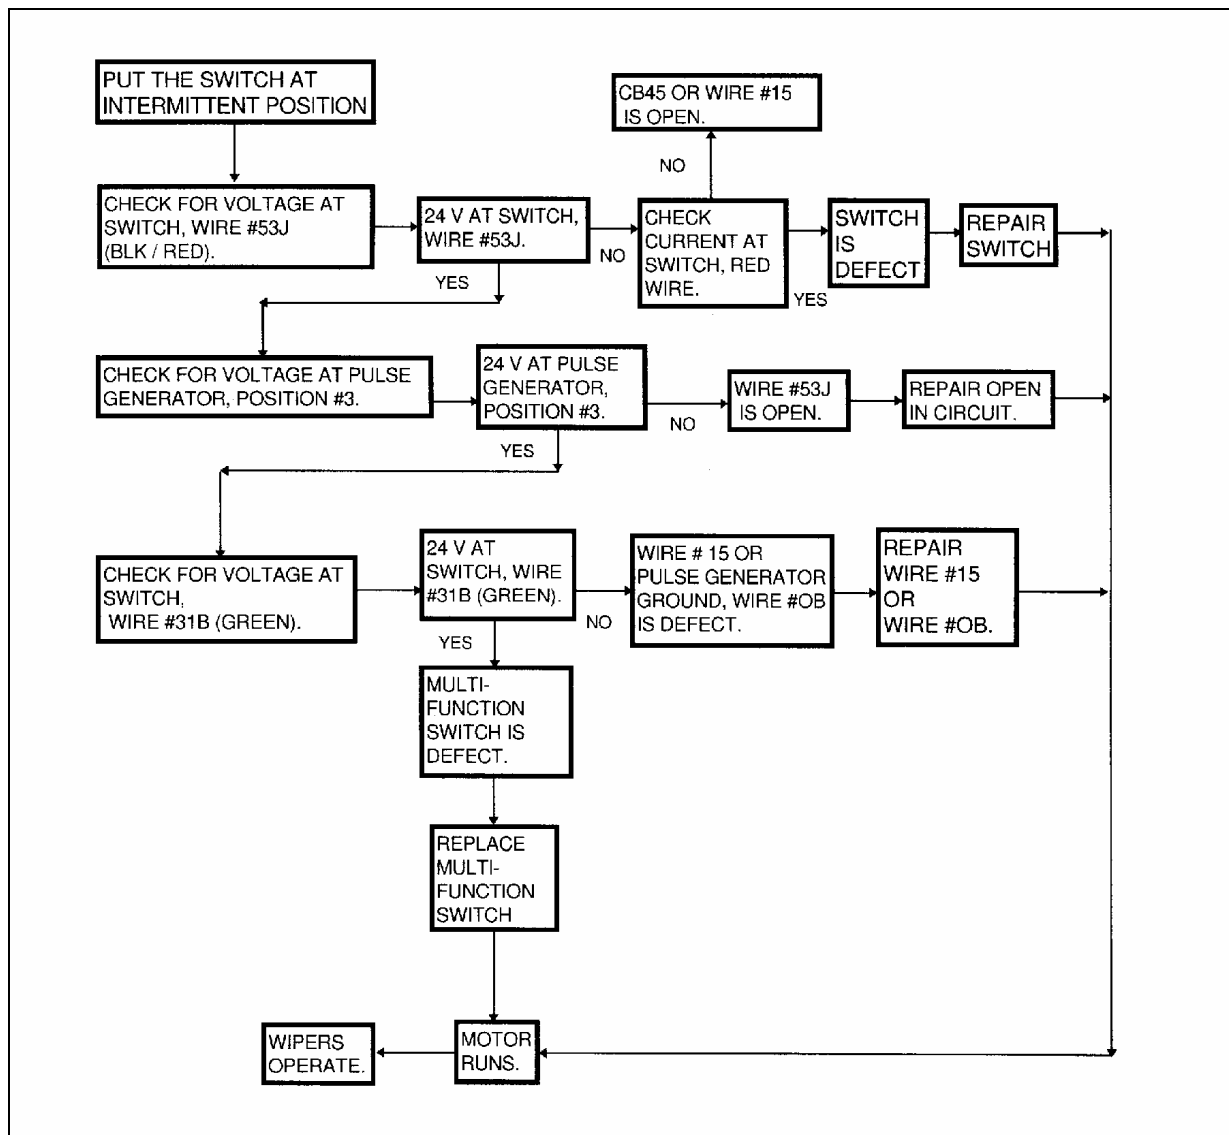 PUT THE SWITCH AT
INTERMITTENT POSITION
CB45 OR WIRE #15
IS OPEN.
NO
CHECK FOR VOLTAGE AT
SWITCH, WIRE #53J
(BLK / RED).
24 V AT SWITCH,
WIRE #53J.
NO
CHECK
CURRENT AT
SWITCH, RED
WIRE.
YES
SWITCH
IS
DEFECT
REPAIR
SWITCH
YES
CHECK FOR VOLTAGE AT PULSE
GENERATOR, POSITION #3.
24 V AT PULSE
GENERATOR,
POSITION #3.
NO
WIRE #53J
IS OPEN.
REPAIR OPEN
IN CIRCUIT.
YES
CHECK FOR VOLTAGE AT
SWITCH,
WIRE #31B (GREEN).
24 V AT
SWITCH, WIRE
#31B (GREEN).
NO
WIRE # 15 OR
PULSE GENERATOR
GROUND, WIRE #OB
IS DEFECT.
REPAIR
WIRE #15
OR
WIRE #OB.
YES
MULTI-
FUNCTION
SWITCH IS
DEFECT.
REPLACE
MULTI-
FUNCTION
SWITCH
WIPERS
OPERATE.
MOTOR
RUNS.